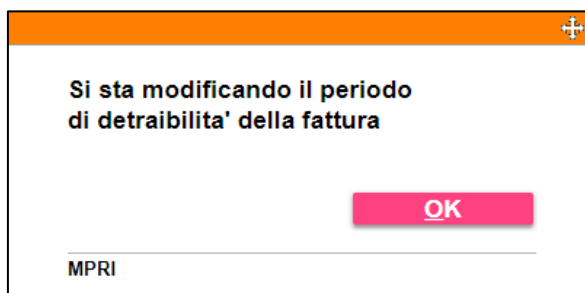 Si sta modificando il periodo
di detraibilita' della fattura
OK
MPRI